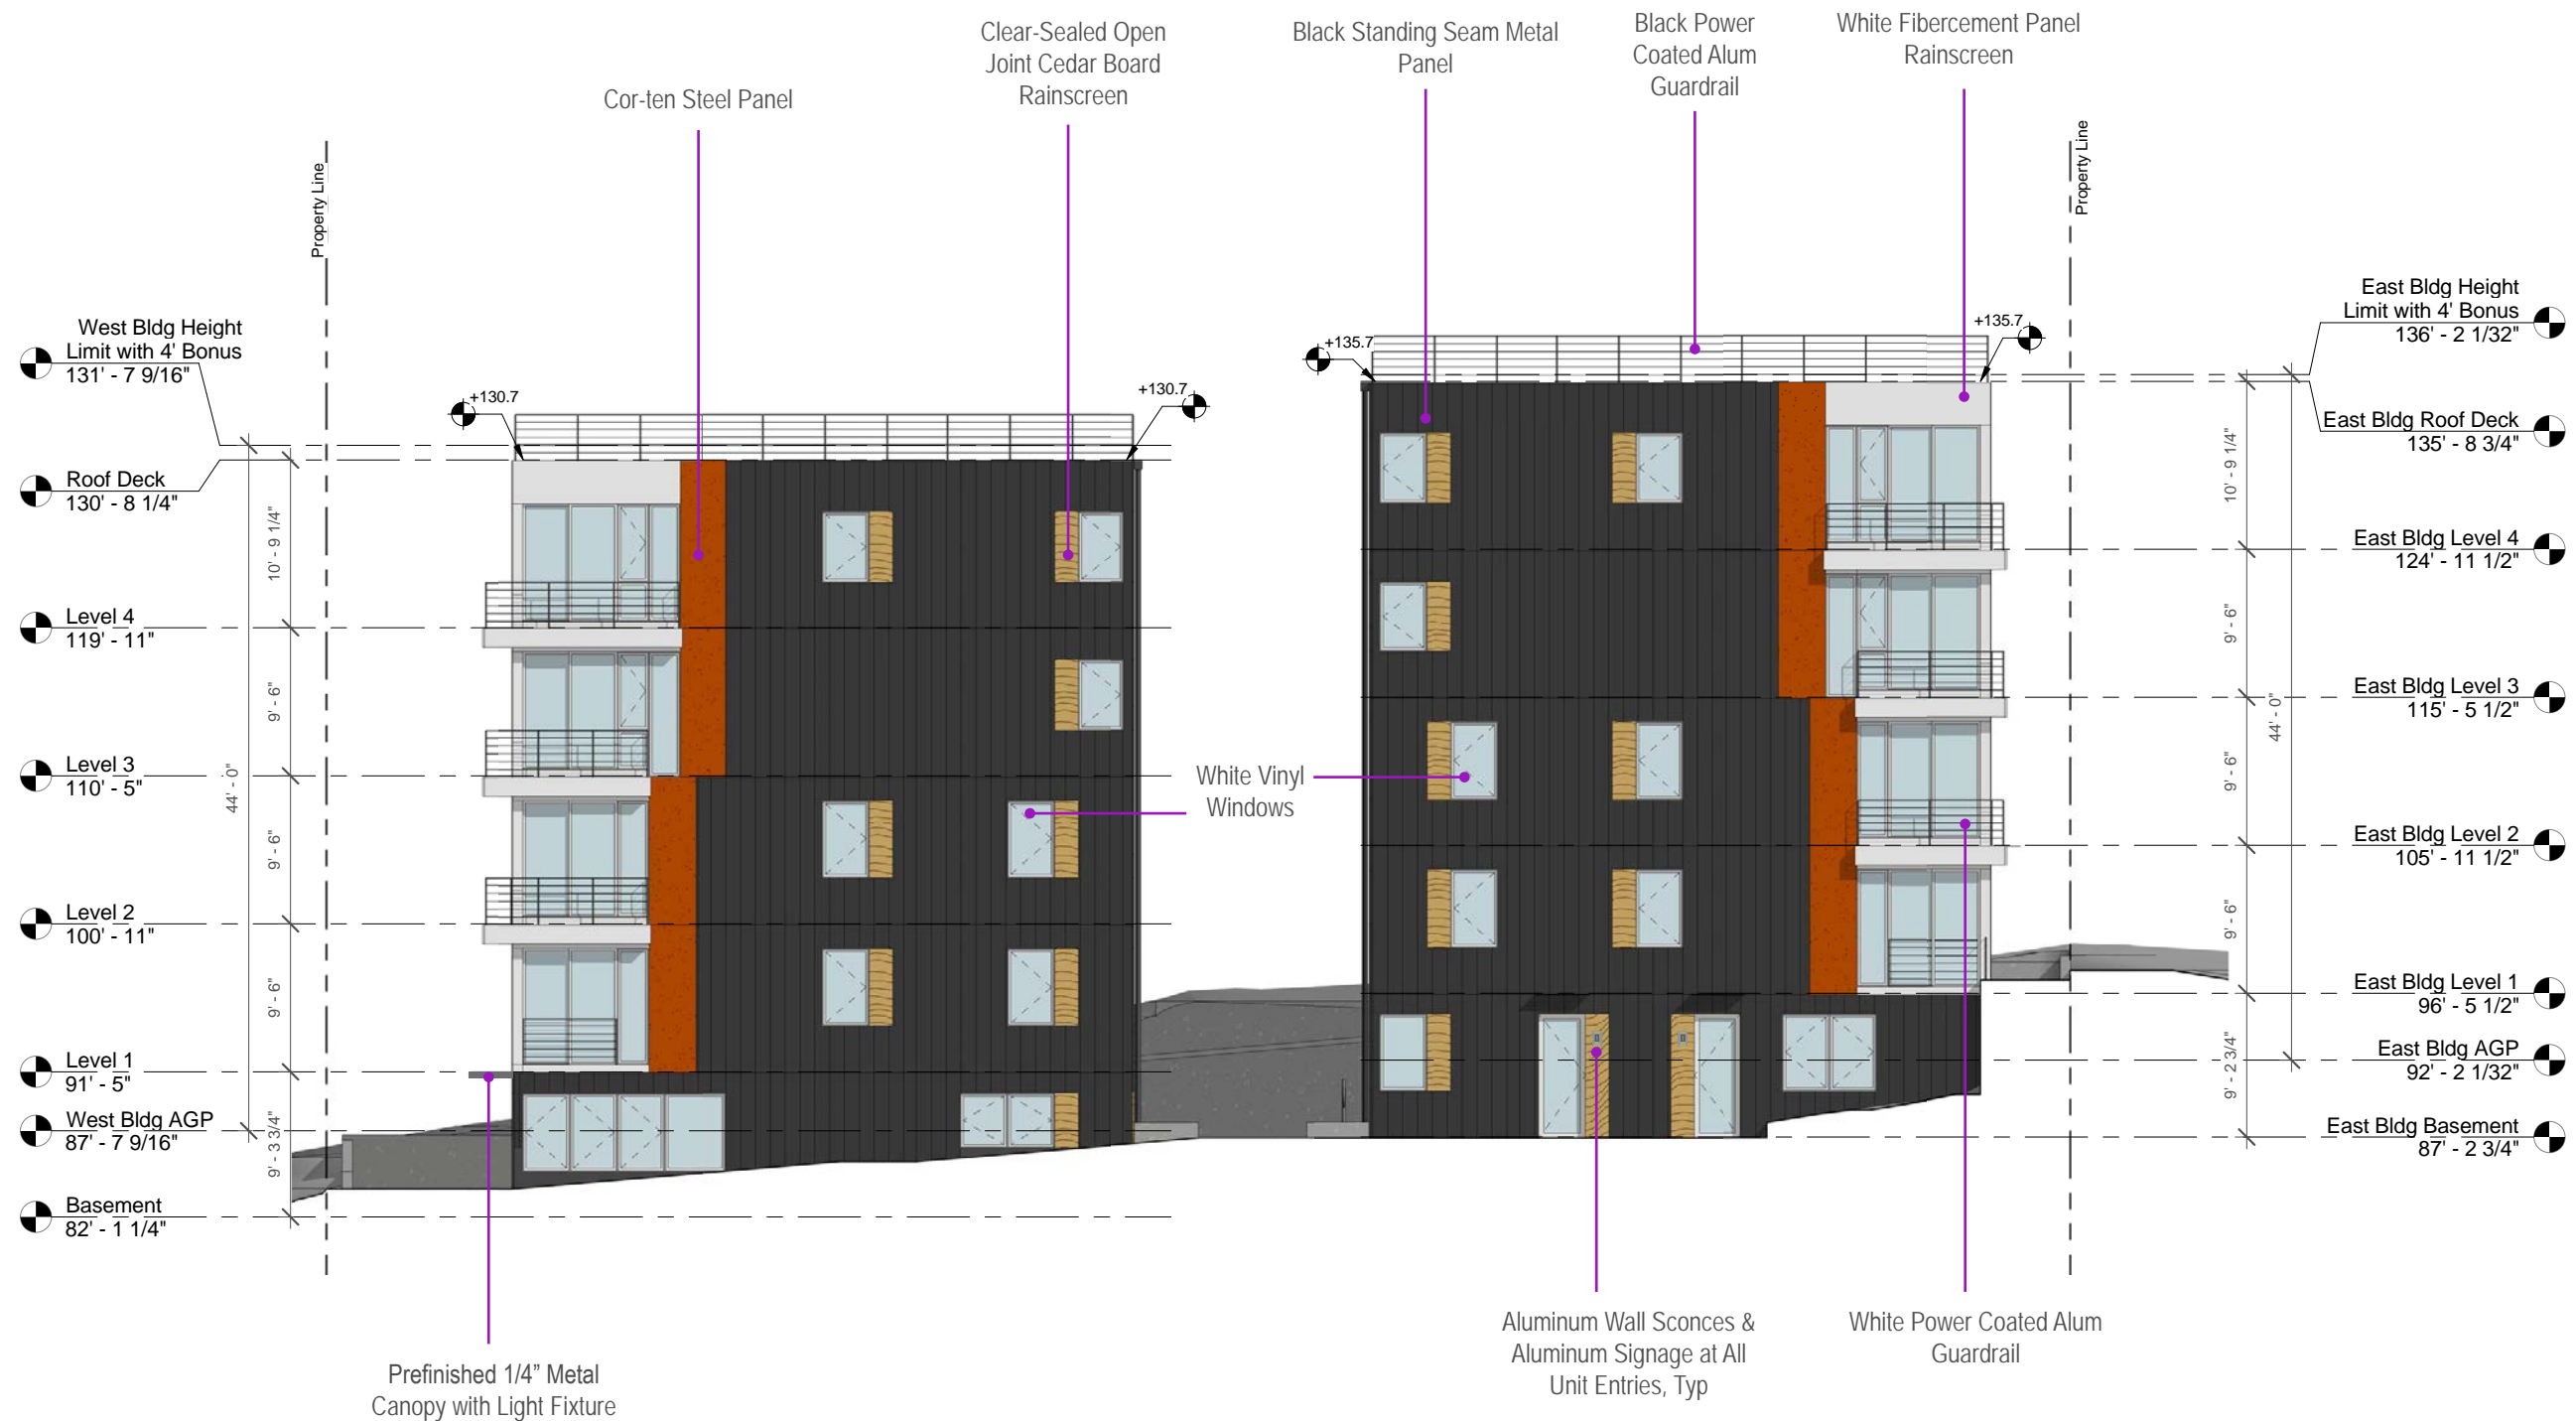 Clear-Sealed Open
Joint Cedar Board
Rainscreen
Black Standing Seam Metal
Panel
Black Power
Coated Alum
Guardrail
White Fibercement Panel
Rainscreen
Cor-ten Steel Panel
Property Line
Property Line
West Bldg Height
Limit with 4' Bonus
131' - 7 9/16"
Roof Deck
130' - 8 1/4"
Level 4
119' - 11"
Level 3
110' - 5"
Level 2
100' - 11"
Level 1
91' - 5"
West Bldg AGP
87' - 7 9/16"
Basement
82' - 1 1/4"
44' - 0"
10' - 9 1/4"
9' - 6"
9' - 6"
9' - 6"
9' - 3 3/4"
+130.7
+130.7
+135.7
+135.7
White Vinyl
Windows
East Bldg Height
Limit with 4' Bonus
136' - 2 1/32"
East Bldg Roof Deck
135' - 8 3/4"
East Bldg Level 4
124' - 11 1/2"
East Bldg Level 3
115' - 5 1/2"
East Bldg Level 2
105' - 11 1/2"
East Bldg Level 1
96' - 5 1/2"
East Bldg AGP
92' - 2 1/32"
East Bldg Basement
87' - 2 3/4"
10' - 9 1/4"
9' - 6"
9' - 6"
9' - 6"
9' - 2 3/4"
44' - 0"
Prefinished 1/4” Metal
Canopy with Light Fixture
Aluminum Wall Sconces &
Aluminum Signage at All
Unit Entries, Typ
White Power Coated Alum
Guardrail